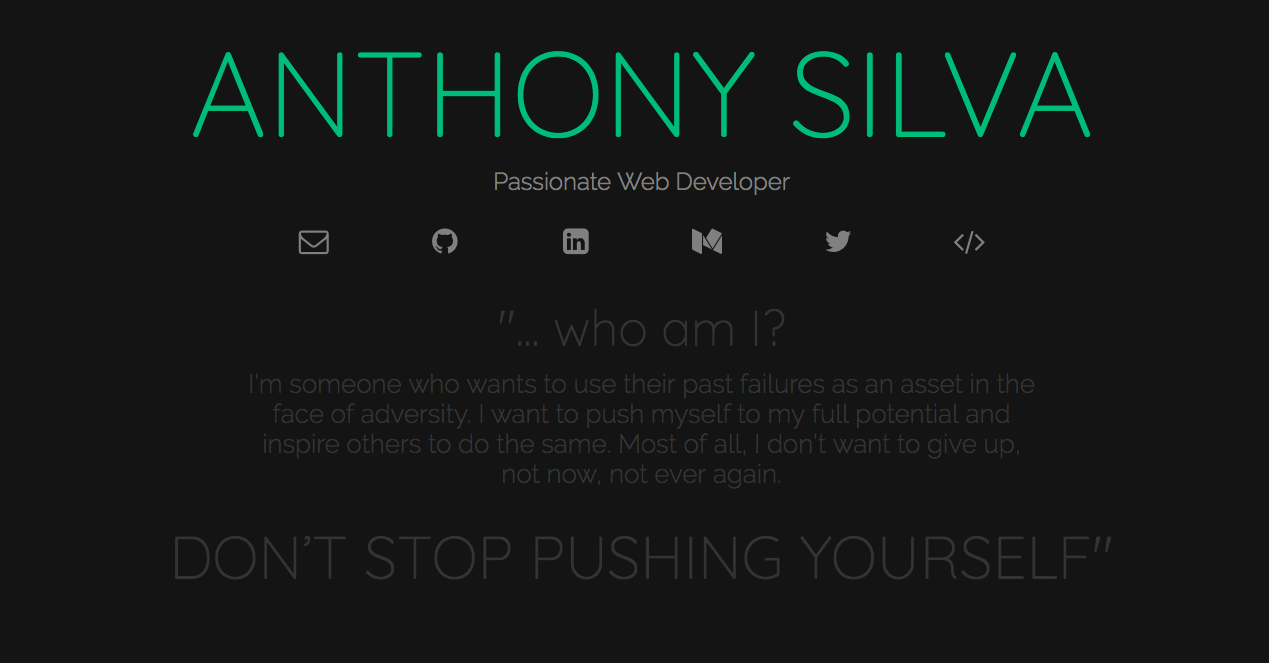 ANTHONY SILVA
Passionate Web Developer
"... who am I?
I'm someone who wants to use their past failures as an asset in the
face of adversity. I want to push myself to my full potential and
inspire others to do the same. Most of all, I don't want to give up,
not now, not ever again.
DON'T STOP PUSHING YOURSELF"